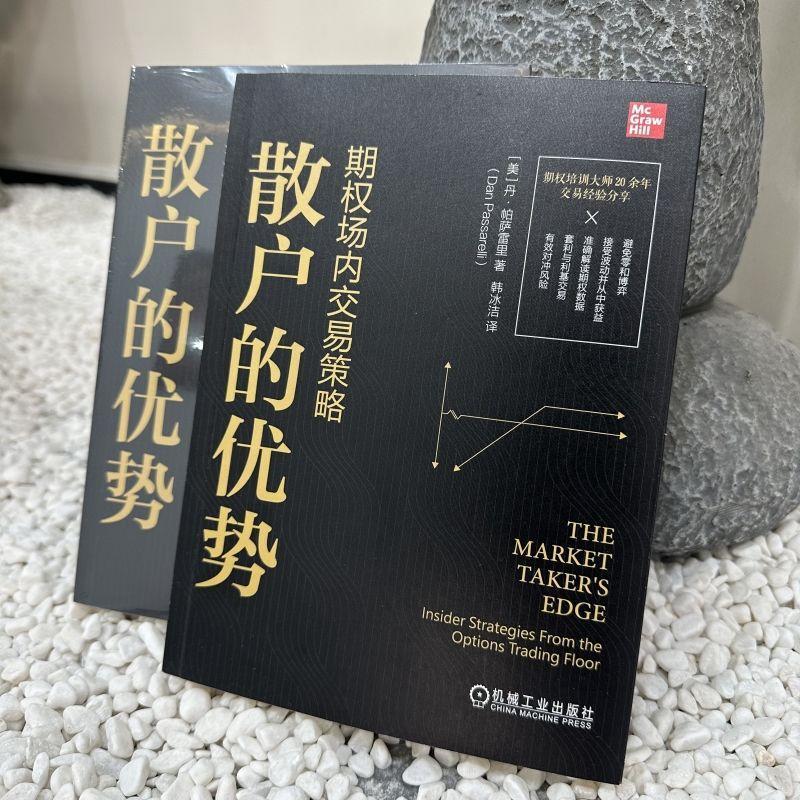 散户的优势
散户的优势
期权场内交易策略
[美]丹·帕萨雷里 著 韩冰洁 译
(Dan Passarelli)
Mc
Graw
Hill
期权培训大师20余年
交易经验分享
×
避免零和博弈
接受波动并从中获益
准确解读期权数据
套利与利基交易
有效对冲风险
THE
MARKET
TAKER'S
EDGE
Insider Strategies From the
Options Trading Floor
机械工业出版社
CHINA MACHINE PRESS